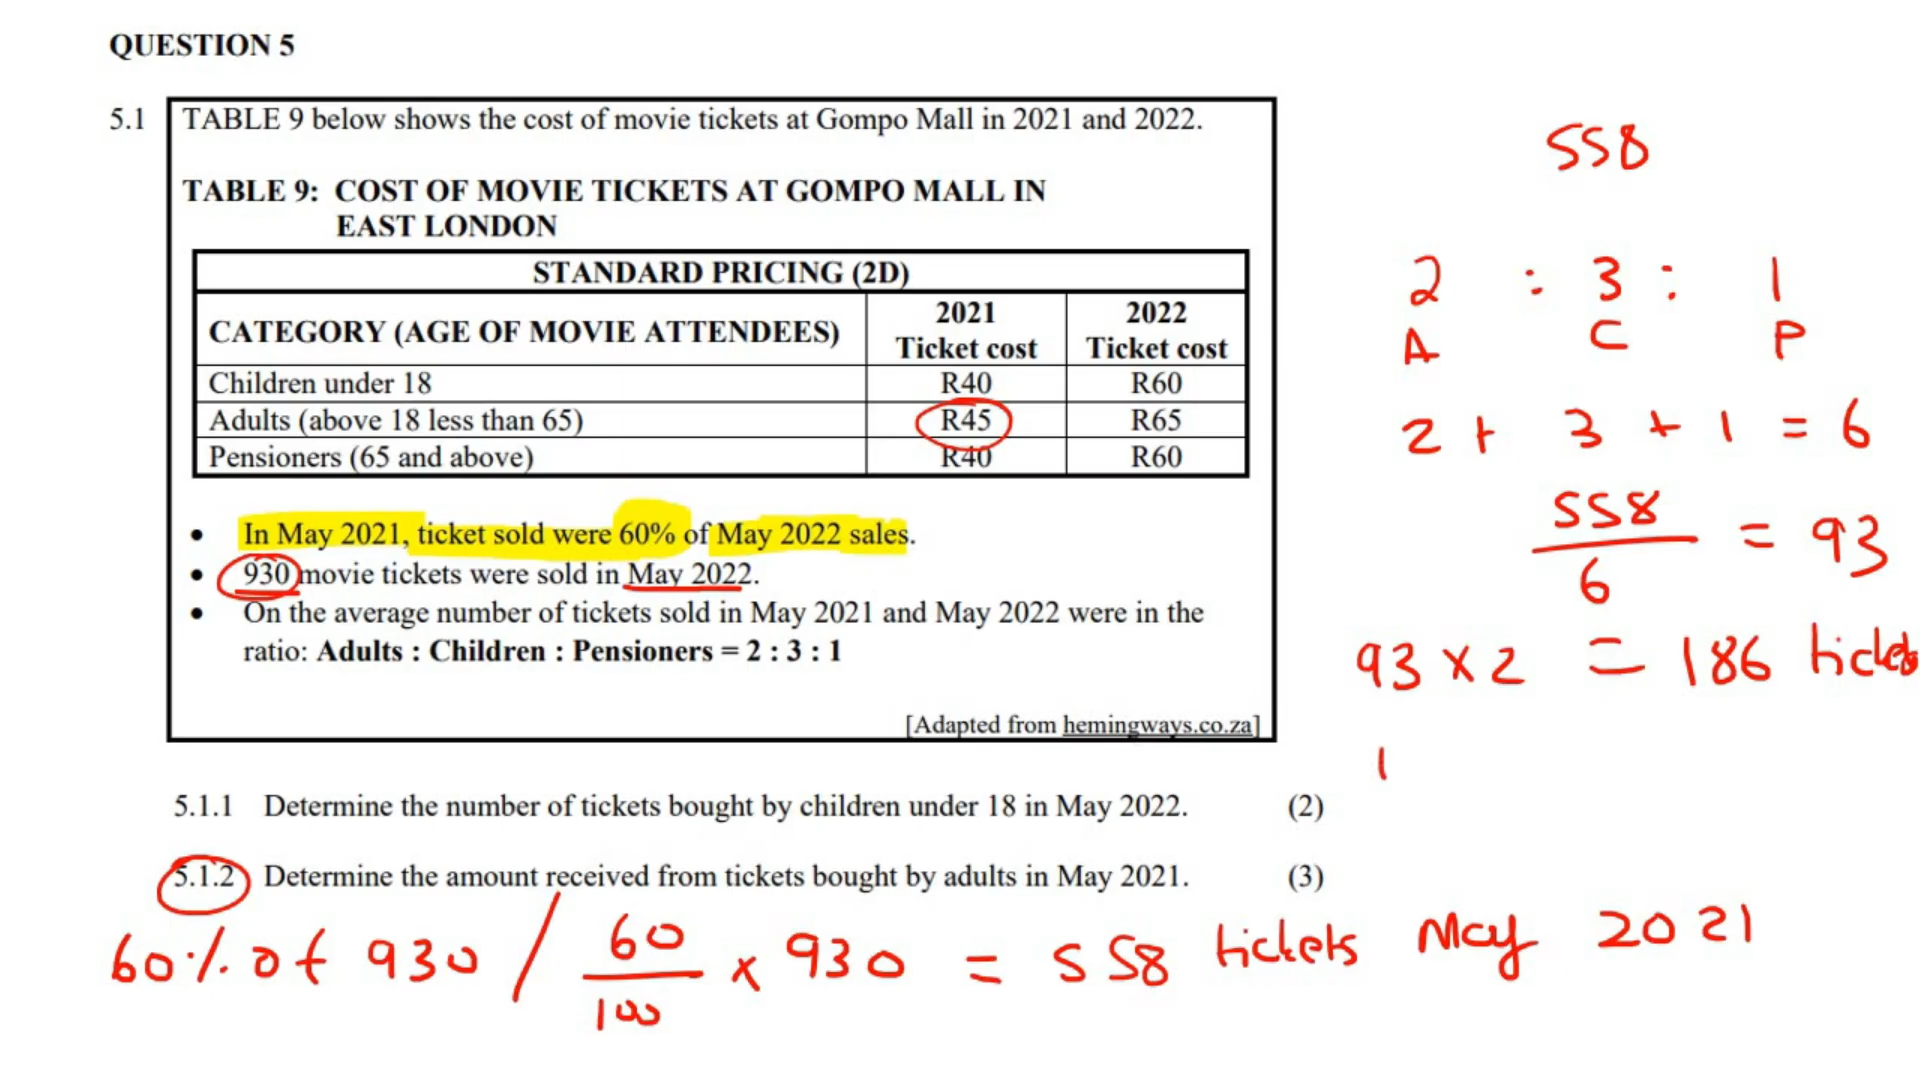 QUESTION 5
5.1 TABLE 9 below shows the cost of movie tickets at Gompo Mall in 2021 and 2022.
TABLE 9: COST OF MOVIE TICKETS AT GOMPO MALL IN
EAST LONDON
STANDARD PRICING (2D)
CATEGORY (AGE OF MOVIE ATTENDEES) 2021 Ticket cost 2022 Ticket cost
Children under 18 R40 R60
Adults (above 18 less than 65) R45 R65
Pensioners (65 and above) R40 R60
• In May 2021, ticket sold were 60% of May 2022 sales.
• 930 movie tickets were sold in May 2022.
• On the average number of tickets sold in May 2021 and May 2022 were in the
ratio: Adults : Children : Pensioners = 2 : 3 : 1
[Adapted from hemingways.co.za]
5.1.1 Determine the number of tickets bought by children under 18 in May 2022. (2)
5.1.2 Determine the amount received from tickets bought by adults in May 2021. (3)
60% of 930 / 60/100 × 930 = 558 tickets May 2021
558
2 : 3 : 1
A C P
2 + 3 + 1 = 6
558/6 = 93
93 × 2 = 186 tickets
1